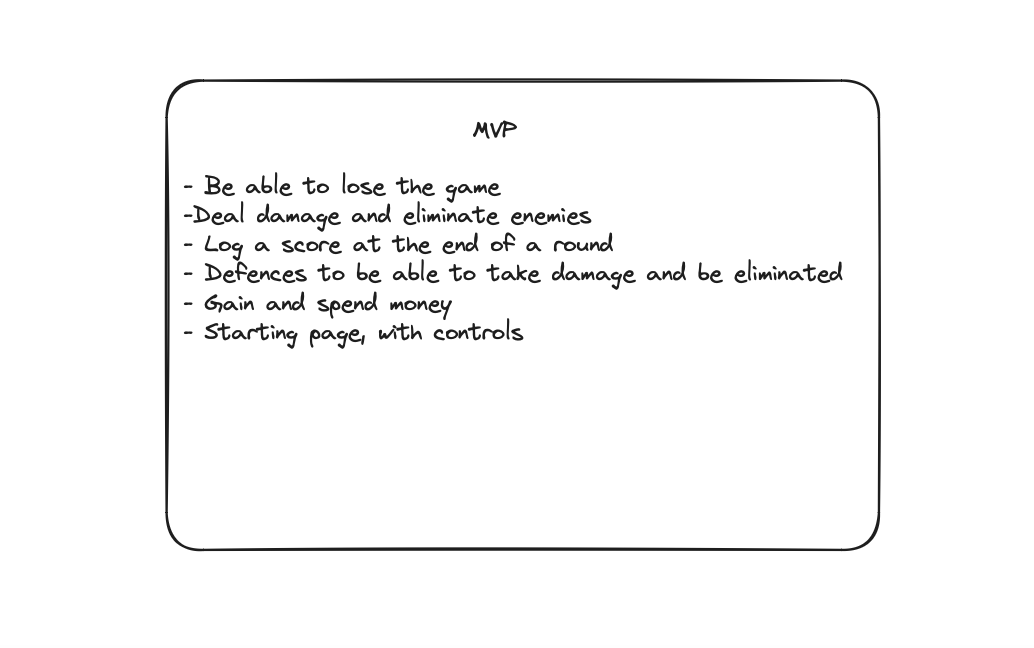 MVP
- Be able to lose the game
-Deal damage and eliminate enemies
- Log a score at the end of a round
- Defences to be able to take damage and be eliminated
- Gain and spend money
- Starting page, with controls